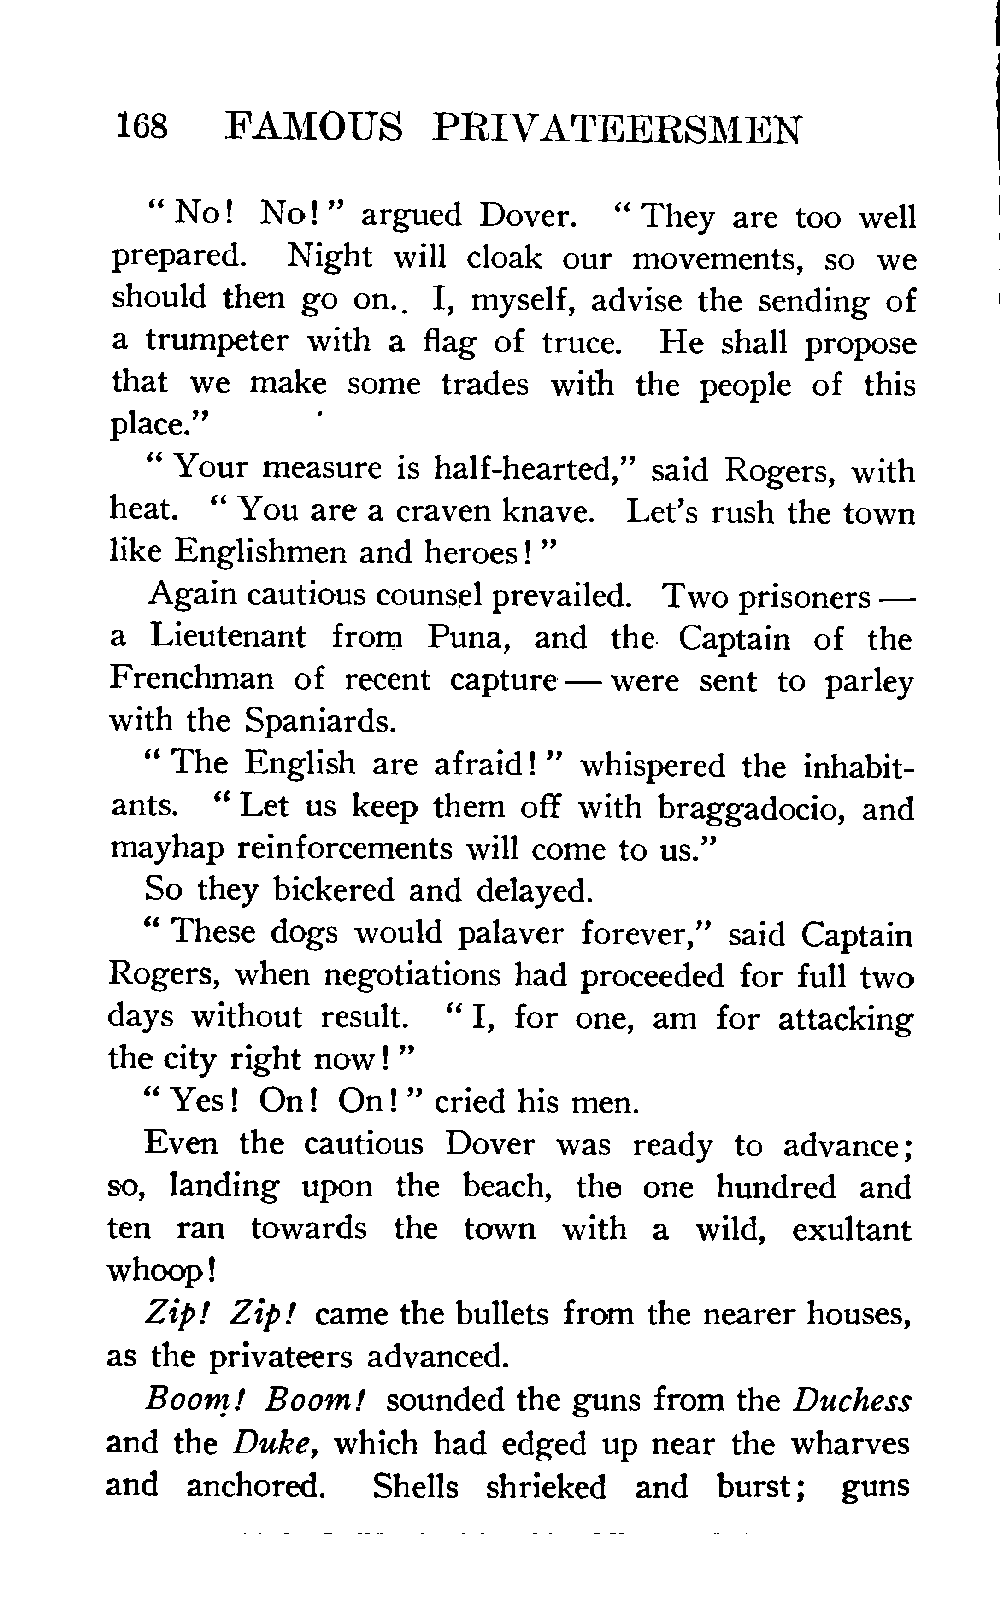 168 FAMOUS PRIVATEERSMEN
“ No! No! ” argued Dover. “ They are too well
prepared. Night will cloak our movements, so we
should then go on.. I, myself, advise the sending of
a trumpeter with a flag of truce. He shall propose
that we make some trades with the people of this
place.”
“ Your measure is half-hearted,” said Rogers, with
heat. “ You are a craven knave. Let’s rush the town
like Englishmen and heroes! ”
Again cautious counsel prevailed. Two prisoners —
a Lieutenant from Puna, and the Captain of the
Frenchman of recent capture — were sent to parley
with the Spaniards.
“ The English are afraid! ” whispered the inhabit-
ants. “ Let us keep them off with braggadocio, and
mayhap reinforcements will come to us.”
So they bickered and delayed.
“ These dogs would palaver forever,” said Captain
Rogers, when negotiations had proceeded for full two
days without result. “ I, for one, am for attacking
the city right now! ”
“ Yes! On! On! ” cried his men.
Even the cautious Dover was ready to advance;
so, landing upon the beach, the one hundred and
ten ran towards the town with a wild, exultant
whoop!
Zip! Zip! came the bullets from the nearer houses,
as the privateers advanced.
Boom! Boom! sounded the guns from the Duchess
and the Duke, which had edged up near the wharves
and anchored. Shells shrieked and burst; guns